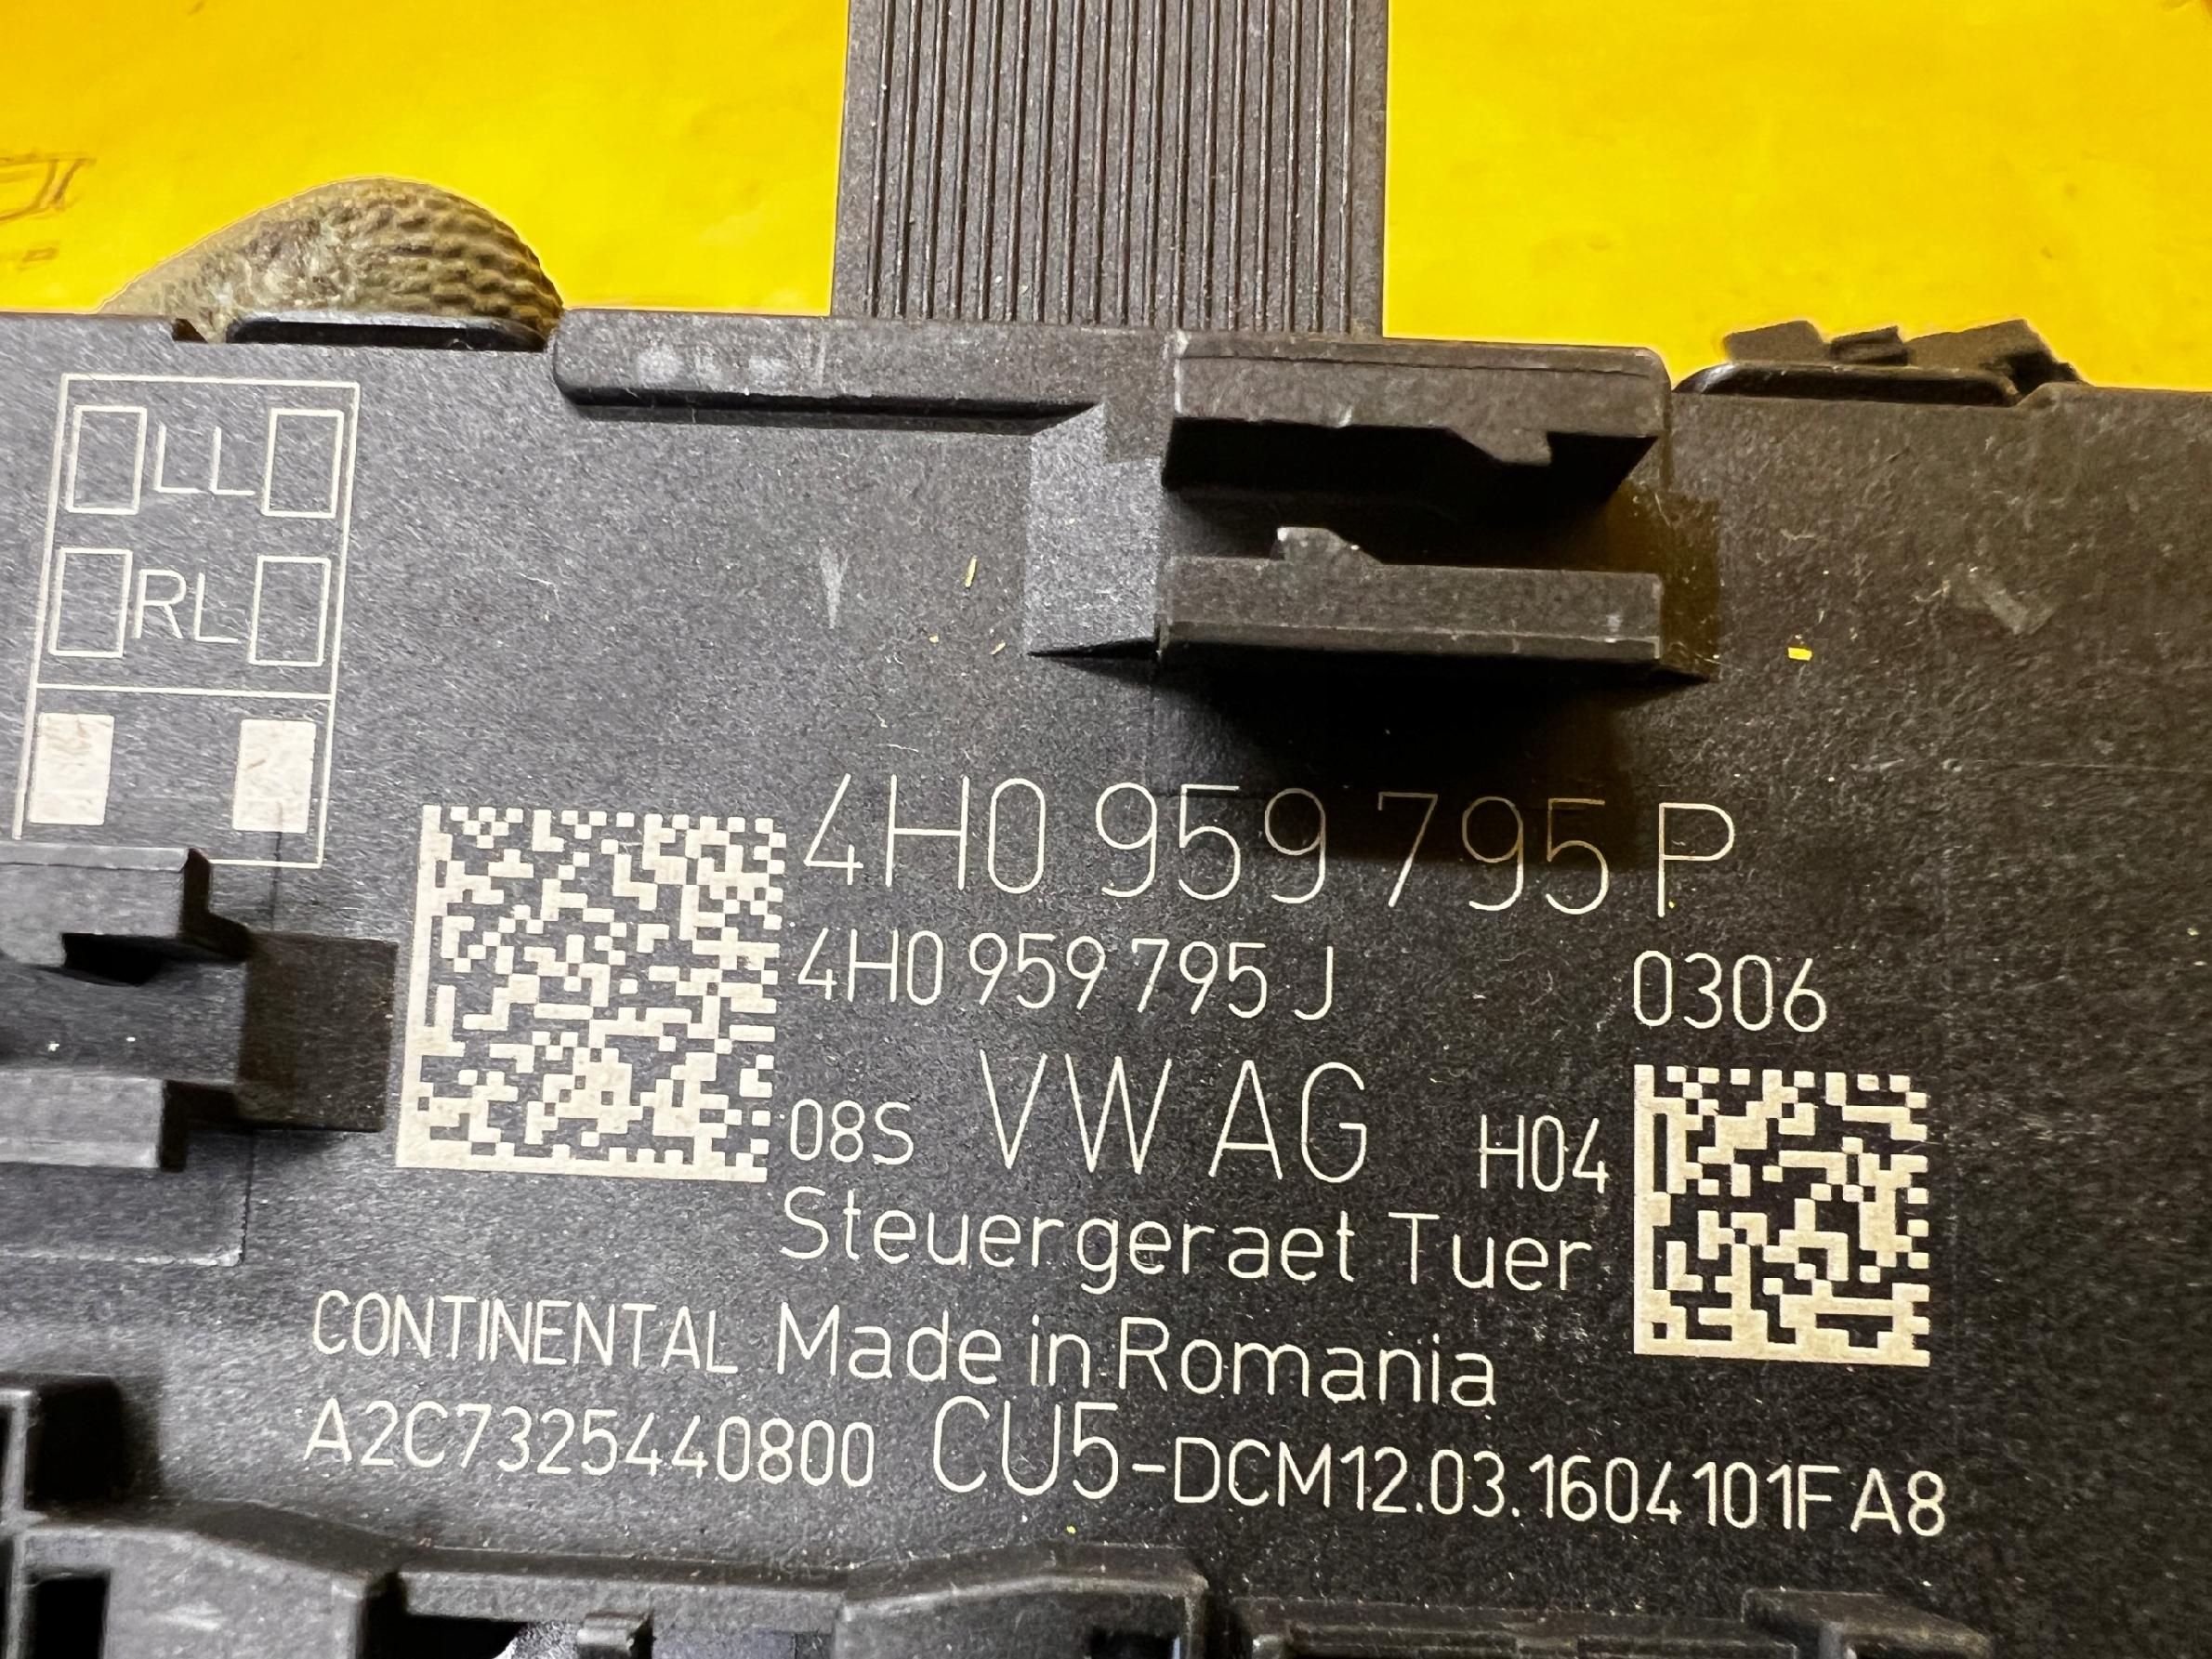 LL
RL
4H0 959 795 P
4H0 959 795 J 0306
08S VW AG H04
Steuergeraet Tuer
CONTINENTAL Made in Romania
A2C7325440800 CU5-DCM12.03.1604101FA8